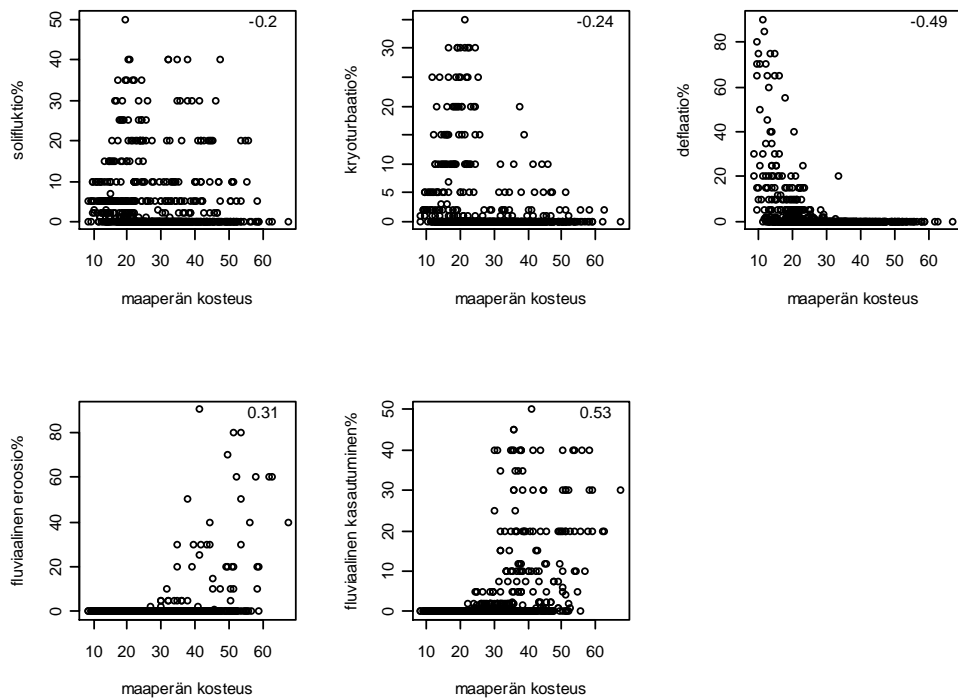 -0.2
solifluktio%
0 10 20 30 40 50
10 20 30 40 50 60
maaperän kosteus
-0.24
kryoturbaatio%
0 5 10 20 30
10 20 30 40 50 60
maaperän kosteus
-0.49
deflaatio%
0 20 40 60 80
10 20 30 40 50 60
maaperän kosteus
0.31
fluviaalinen eroosio%
0 20 40 60 80
10 20 30 40 50 60
maaperän kosteus
0.53
fluviaalinen kasautuminen%
0 10 20 30 40 50
10 20 30 40 50 60
maaperän kosteus